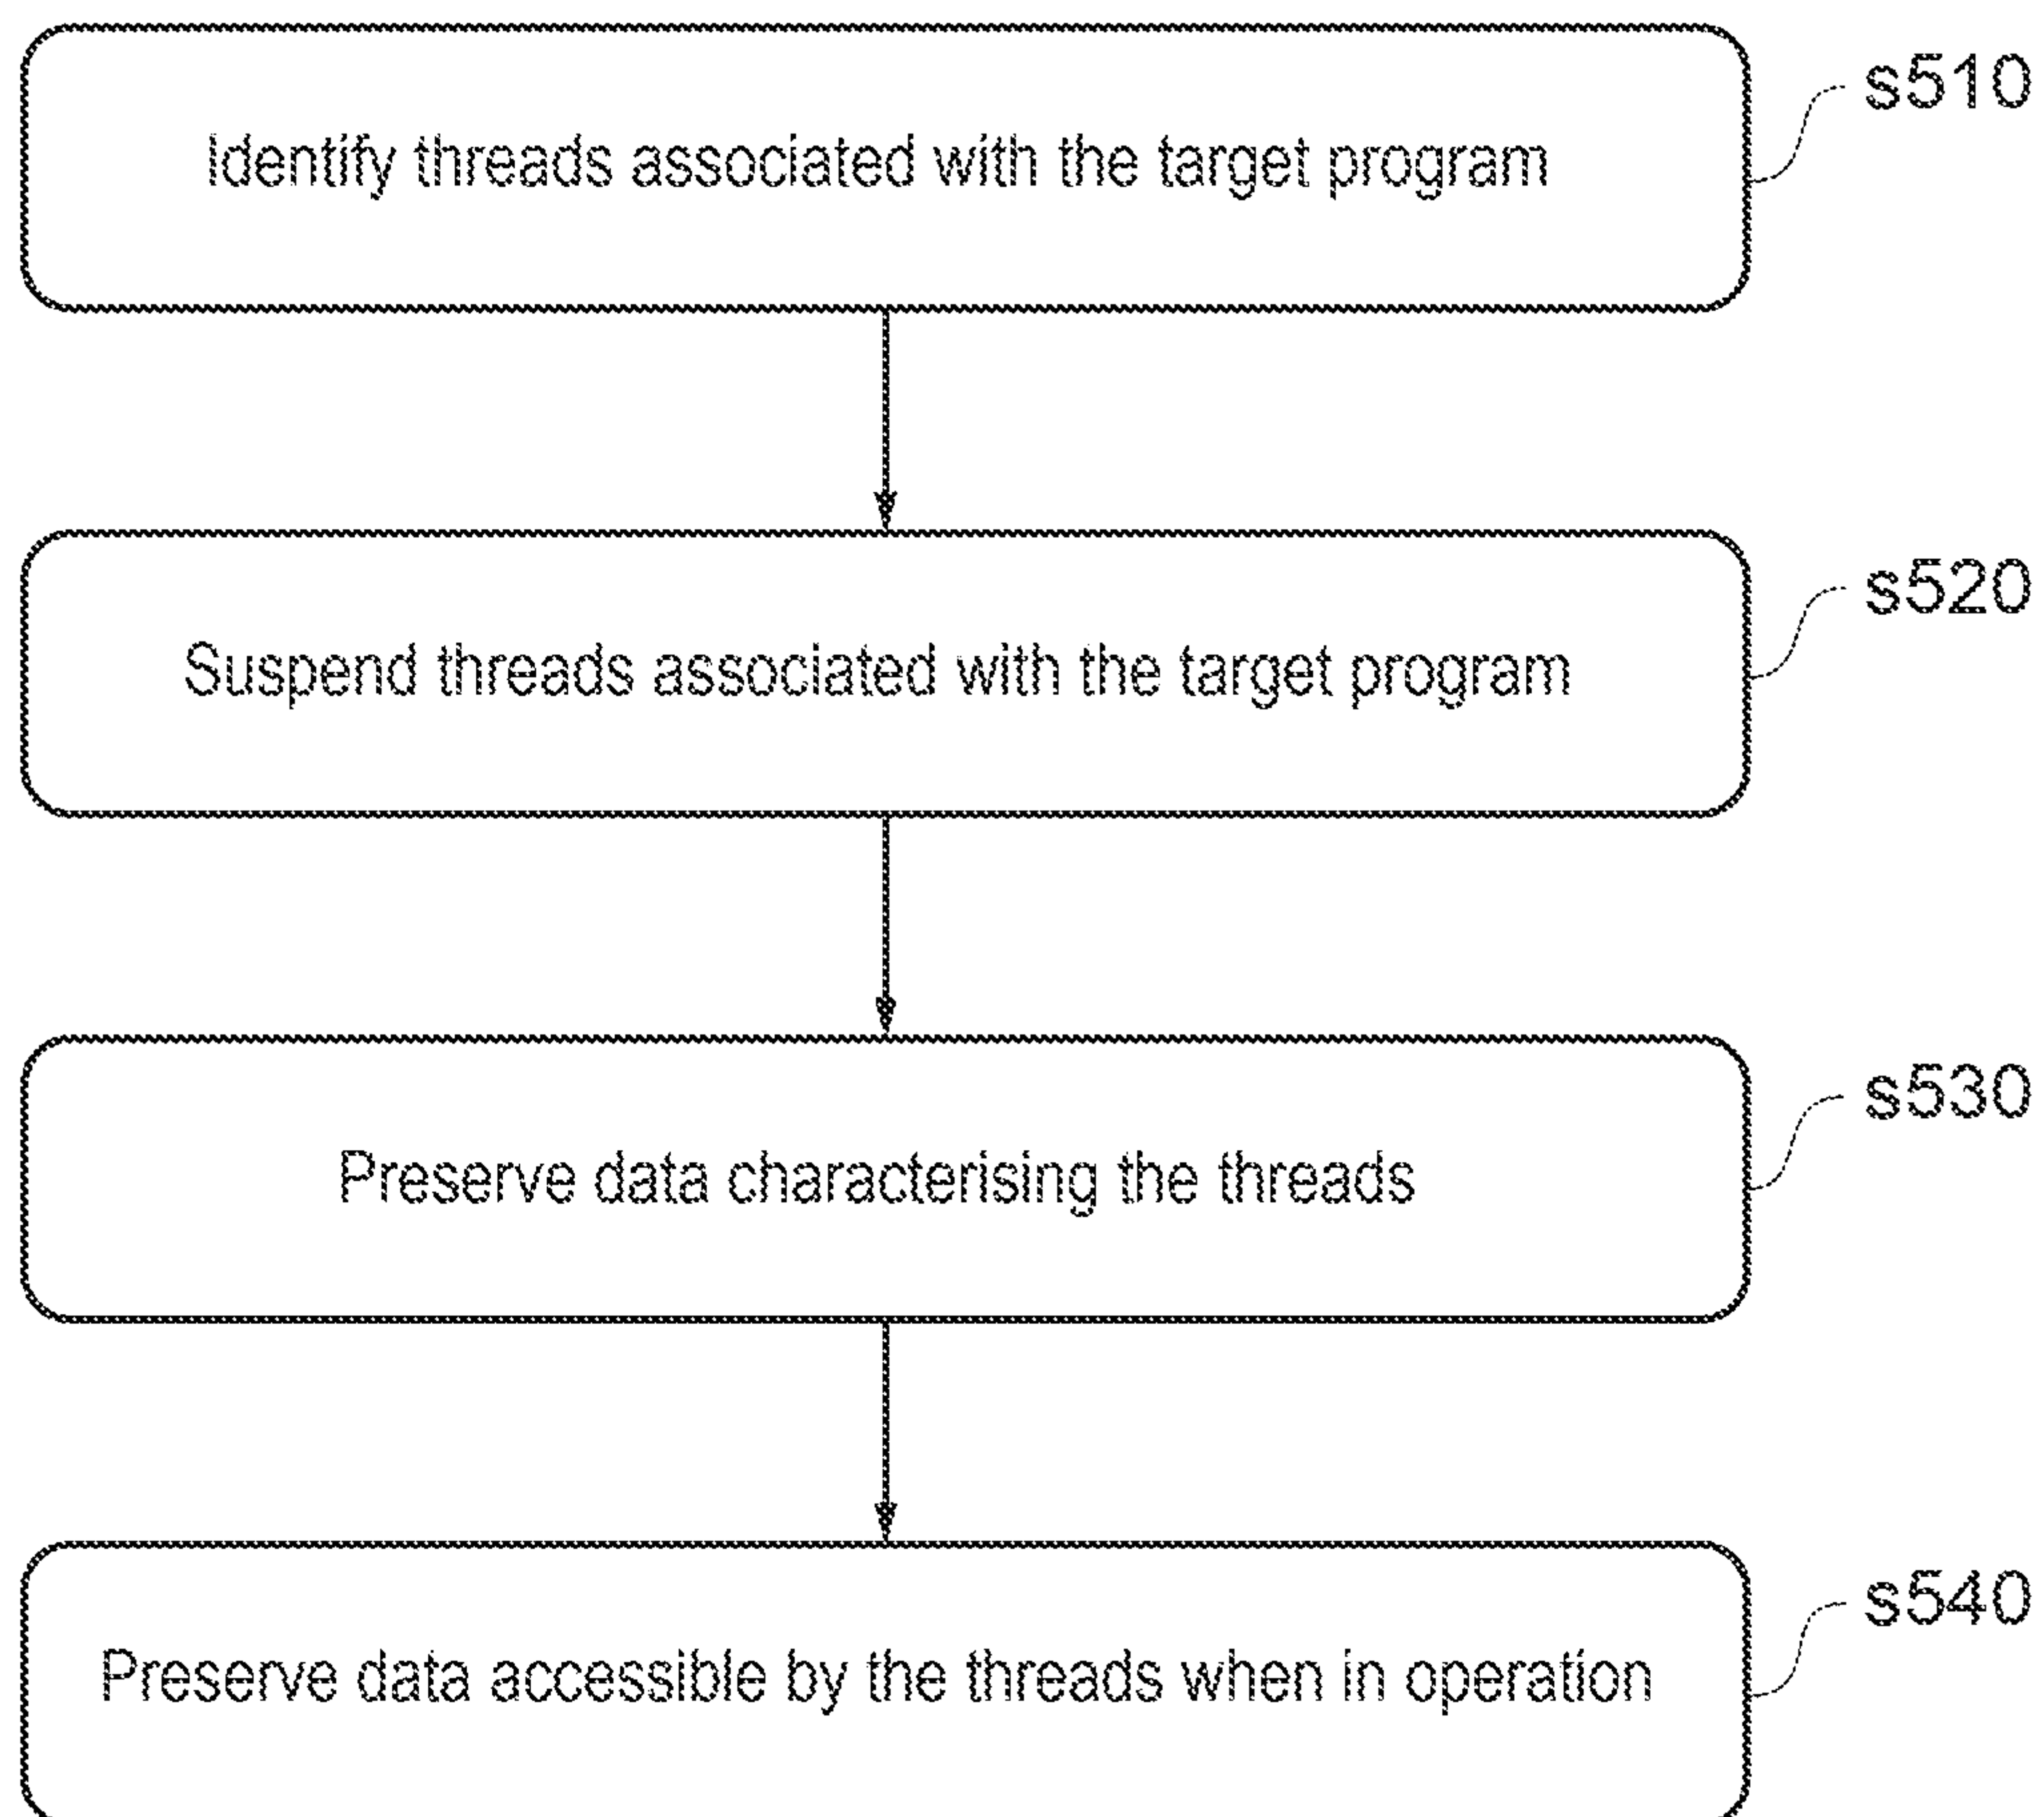 s510
Identify threads associated with the target program
s520
Suspend threads associated with the target program
s530
Preserve data characterising the threads
s540
Preserve data accessible by the threads when in operation